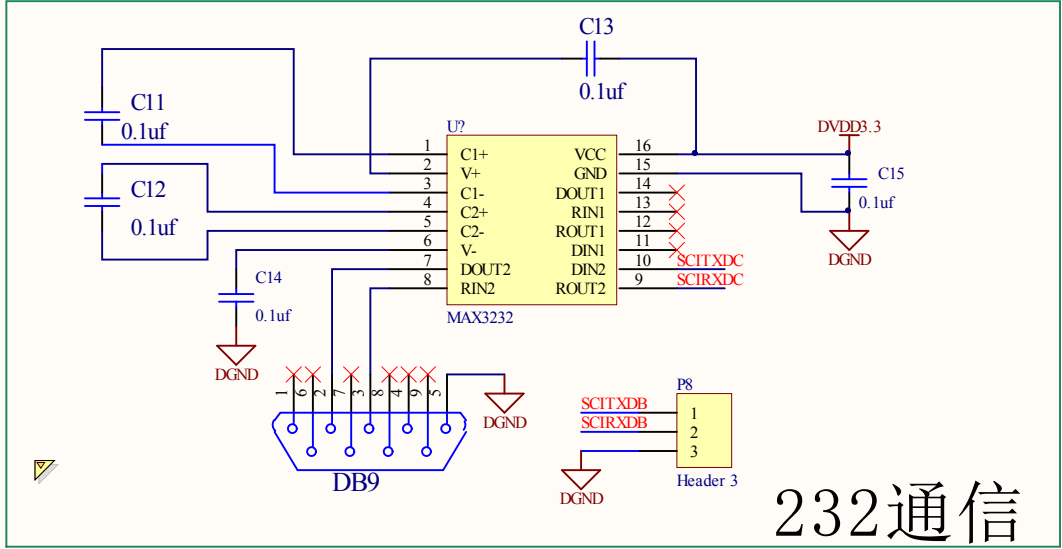 C13
0.1uf
C11
0.1uf
C12
0.1uf
C14
0.1uf
DGND
U?
1 C1+ VCC 16
2 V+ GND 15
3 C1- DOUT1 14
4 C2+ RIN1 13
5 C2- ROUT1 12
6 V- DIN1 11
7 DOUT2 DIN2 10 SCITXDC
8 RIN2 ROUT2 9 SCIRXDC
MAX3232
DVDD3.3
C15
0.1uf
DGND
1 6 2 7 3 8 4 9 5
DGND
DB9
P8
SCITXDB 1
SCIRXDB 2
3
DGND
Header 3
232通信